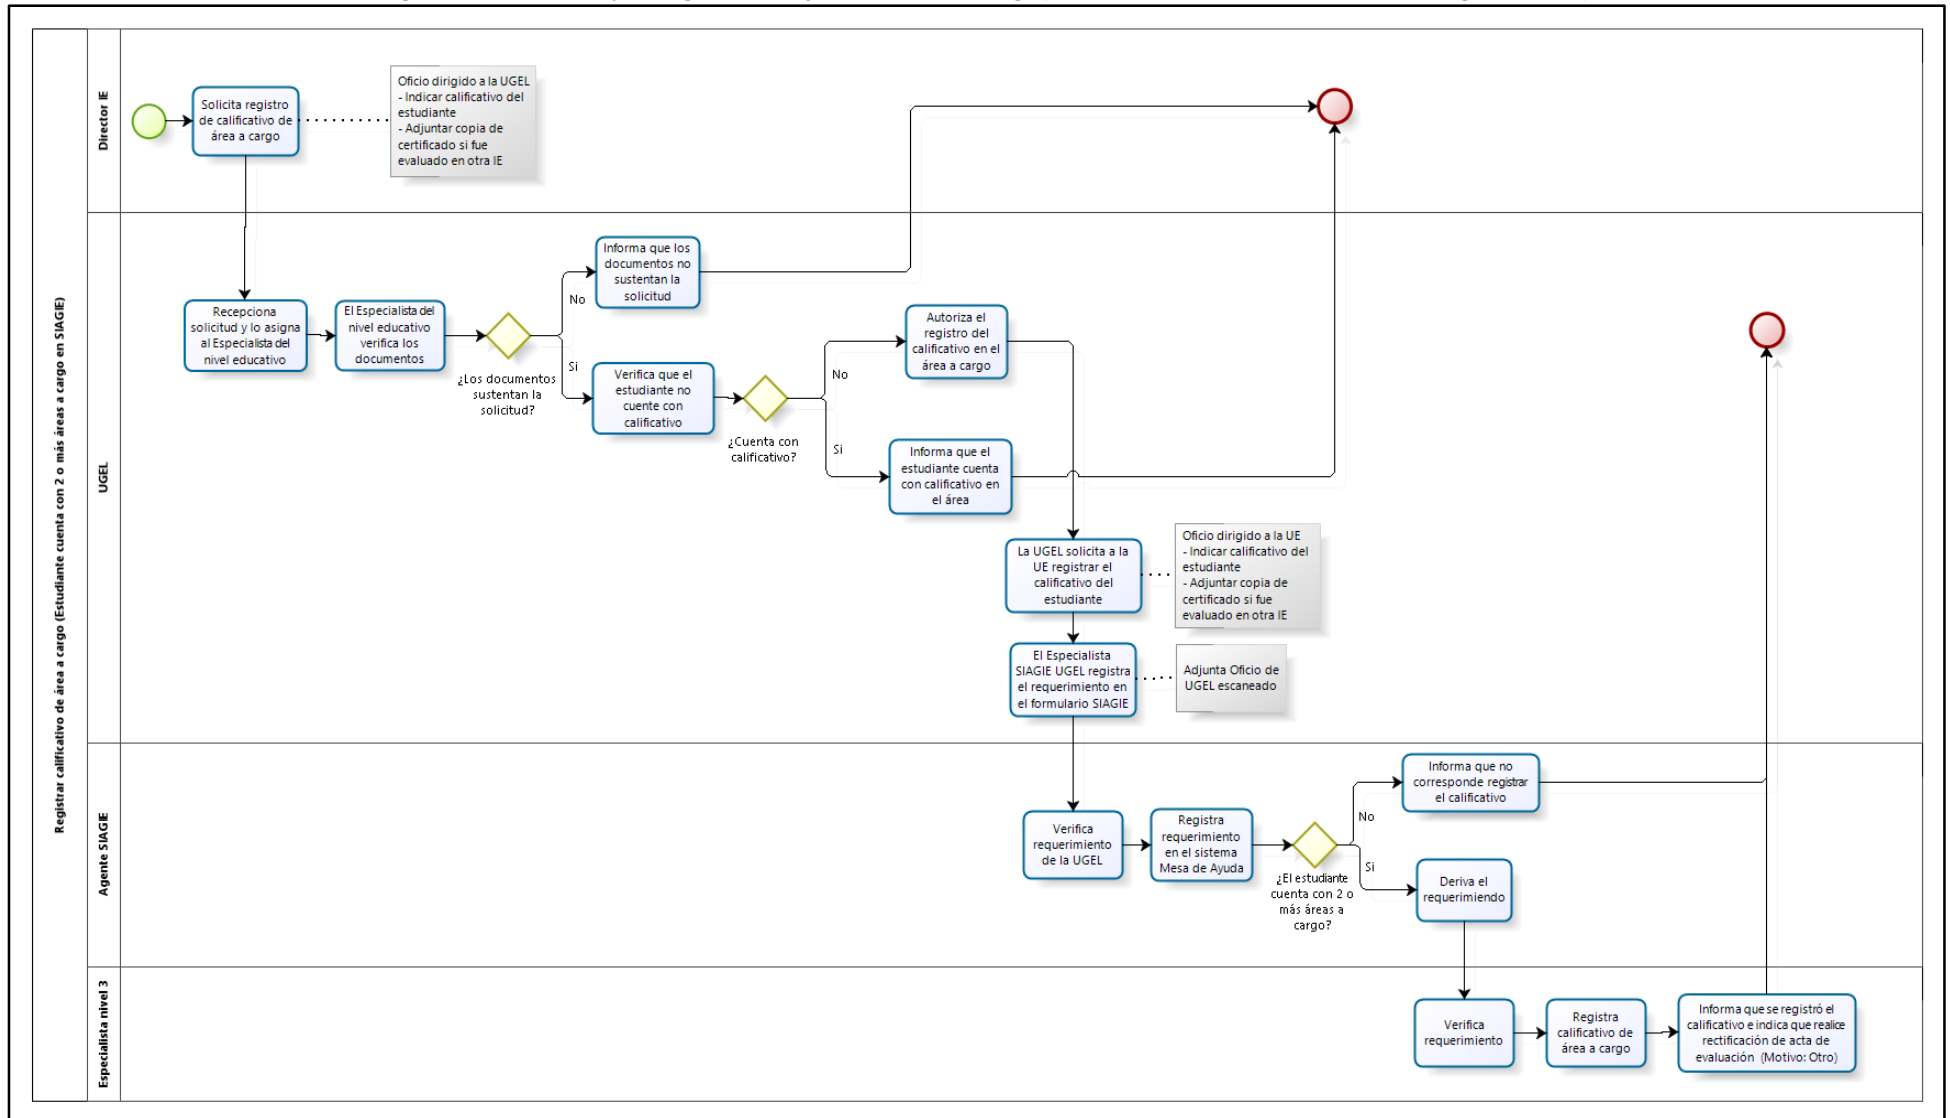 Registrar calificativo de área a cargo (Estudiante cuenta con 2 o más áreas a cargo en SIAGIE)
Director IE
Solicita registro
de calificativo de
área a cargo
Oficio dirigido a la UGEL
- Indicar calificativo del
estudiante
- Adjuntar copia de
certificado si fue
evaluado en otra IE
UGEL
Recepciona
solicitud y lo asigna
al Especialista del
nivel educativo
El Especialista del
nivel educativo
verifica los
documentos
¿Los documentos
sustentan la
solicitud?
No
Informa que los
documentos no
sustentan la
solicitud
Si
Verifica que el
estudiante no
cuente con
calificativo
¿Cuenta con
calificativo?
No
Autoriza el
registro del
calificativo en el
área a cargo
Si
Informa que el
estudiante cuenta
con calificativo en
el área
La UGEL solicita a la
UE registrar el
calificativo del
estudiante
Oficio dirigido a la UE
- Indicar calificativo del
estudiante
- Adjuntar copia de
certificado si fue
evaluado en otra IE
El Especialista
SIAGIE UGEL registra
el requerimiento en
el formulario SIAGIE
Adjunta Oficio de
UGEL escaneado
Agente SIAGIE
Verifica
requerimiento
de la UGEL
Registra
requerimiento
en el sistema
Mesa de Ayuda
¿El estudiante
cuenta con 2 o
más áreas a
cargo?
No
Informa que no
corresponde registrar
el calificativo
Si
Deriva el
requerimiendo
Especialista nivel 3
Verifica
requerimiento
Registra
calificativo de
área a cargo
Informa que se registró el
calificativo e indica que realice
rectificación de acta de
evaluación (Motivo: Otro)